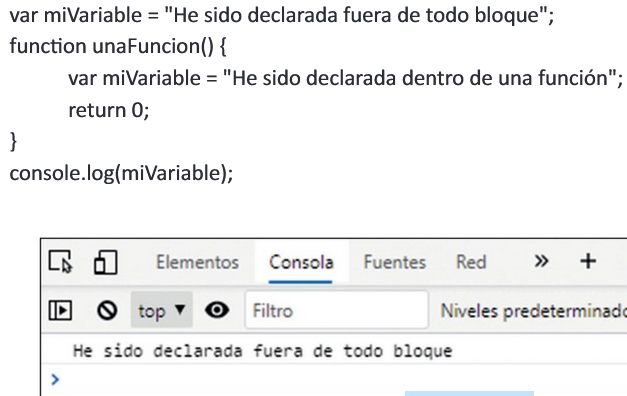 var miVariable = "He sido declarada fuera de todo bloque";
function unaFuncion() {
var miVariable = "He sido declarada dentro de una función";
return 0;
}
console.log(miVariable);
Elementos Consola Fuentes Red » +
top ▼ Filtro Niveles predeterminado
He sido declarada fuera de todo bloque
>